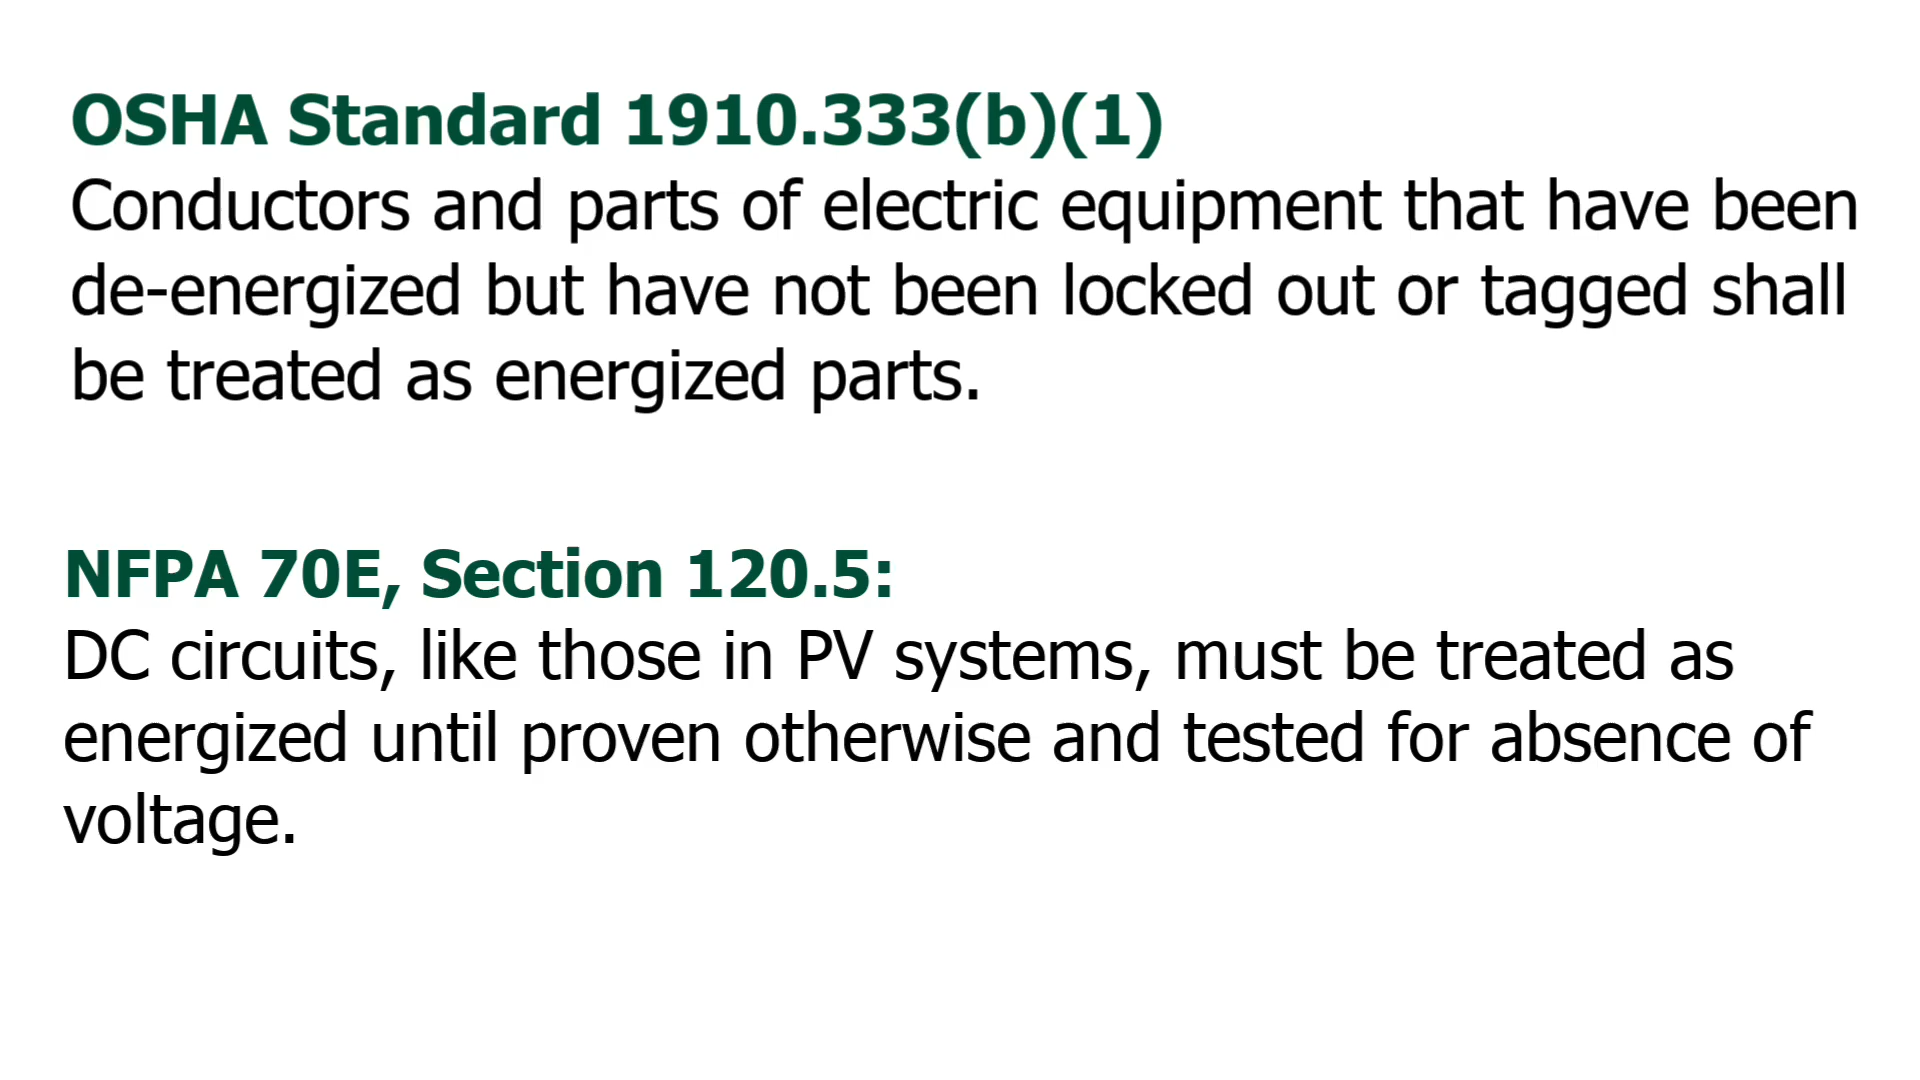 OSHA Standard 1910.333(b)(1)
Conductors and parts of electric equipment that have been
de-energized but have not been locked out or tagged shall
be treated as energized parts.
NFPA 70E, Section 120.5:
DC circuits, like those in PV systems, must be treated as
energized until proven otherwise and tested for absence of
voltage.